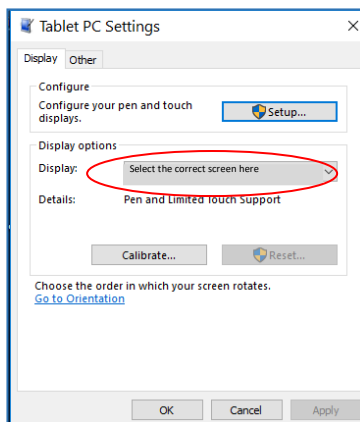 Tablet PC Settings
Display
Other
Configure
Configure your pen and touch
displays.
Setup...
Display options
Display:
Select the correct screen here
Details:
Pen and Limited Touch Support
Calibrate...
Reset...
Choose the order in which your screen rotates.
Go to Orientation
OK
Cancel
Apply